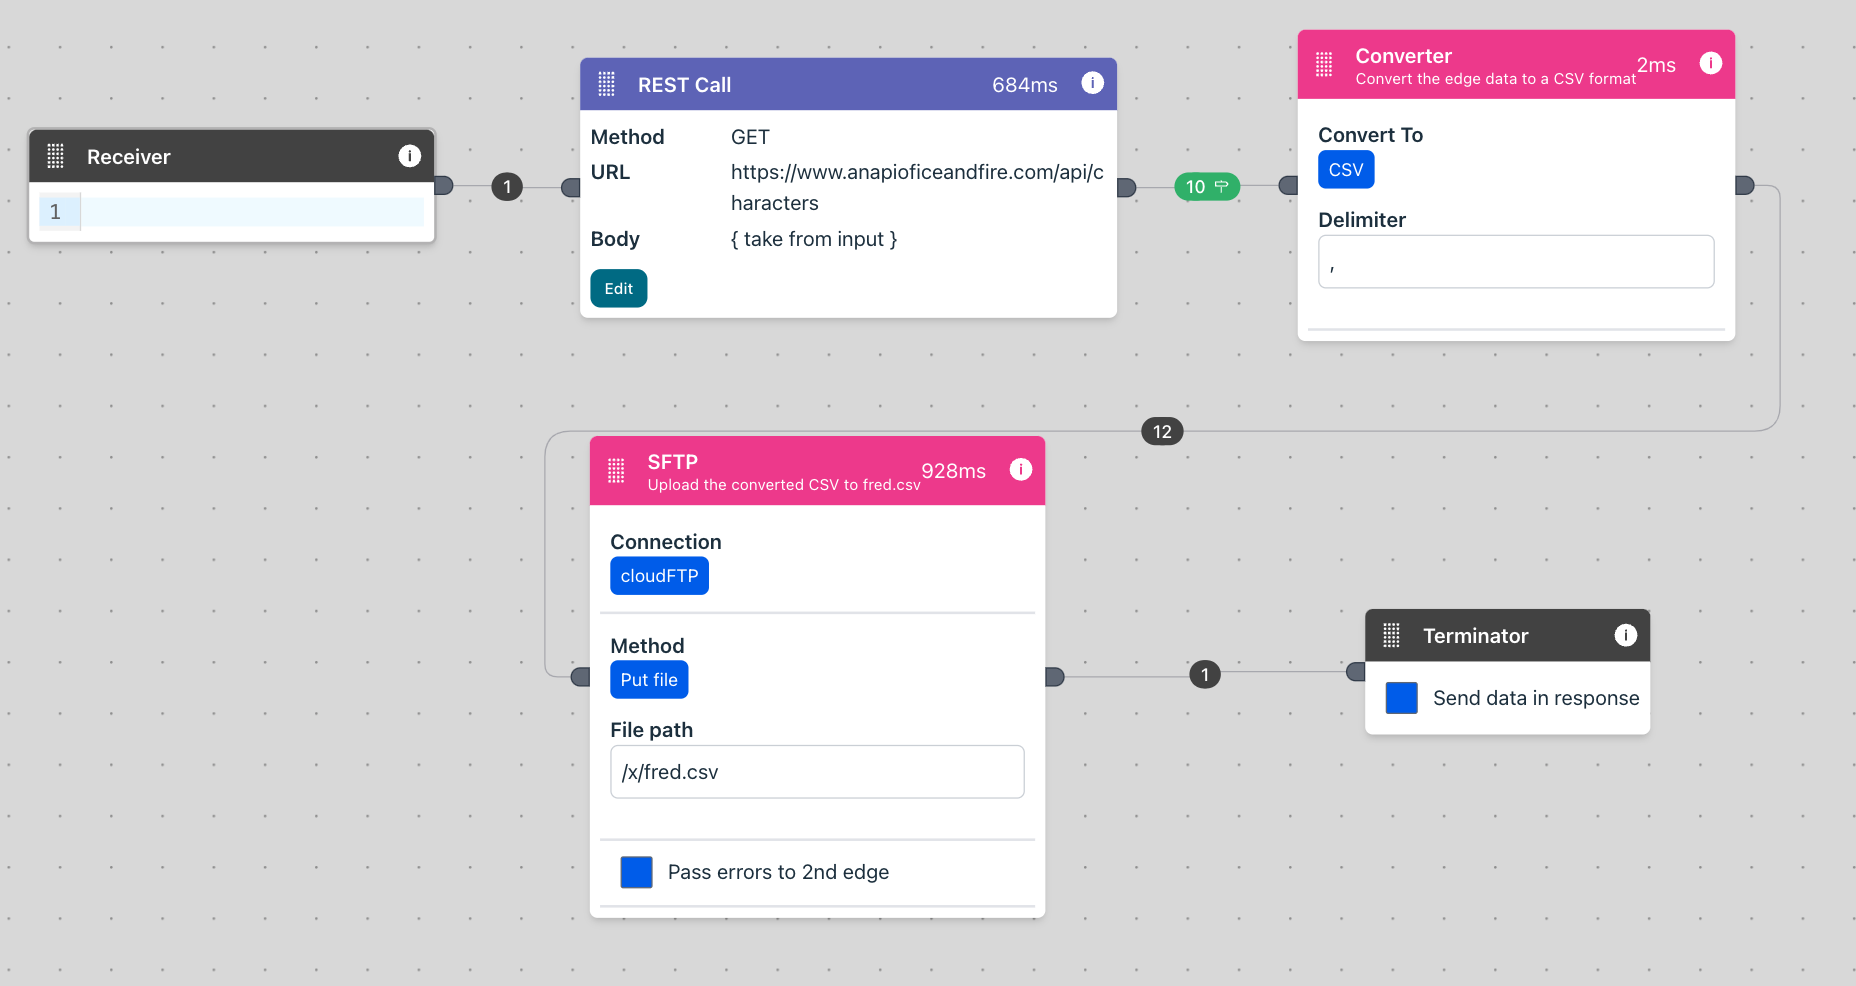 Receiver
i
1
1
REST Call
684ms
i
Method
GET
URL
https://www.anapioficeandfire.com/api/c
haracters
Body
{ take from input }
Edit
10
Converter
Convert the edge data to a CSV format
2ms
i
Convert To
CSV
Delimiter
,
12
SFTP
Upload the converted CSV to fred.csv
928ms
i
Connection
cloudFTP
Method
Put file
File path
/x/fred.csv
Pass errors to 2nd edge
1
Terminator
i
Send data in response